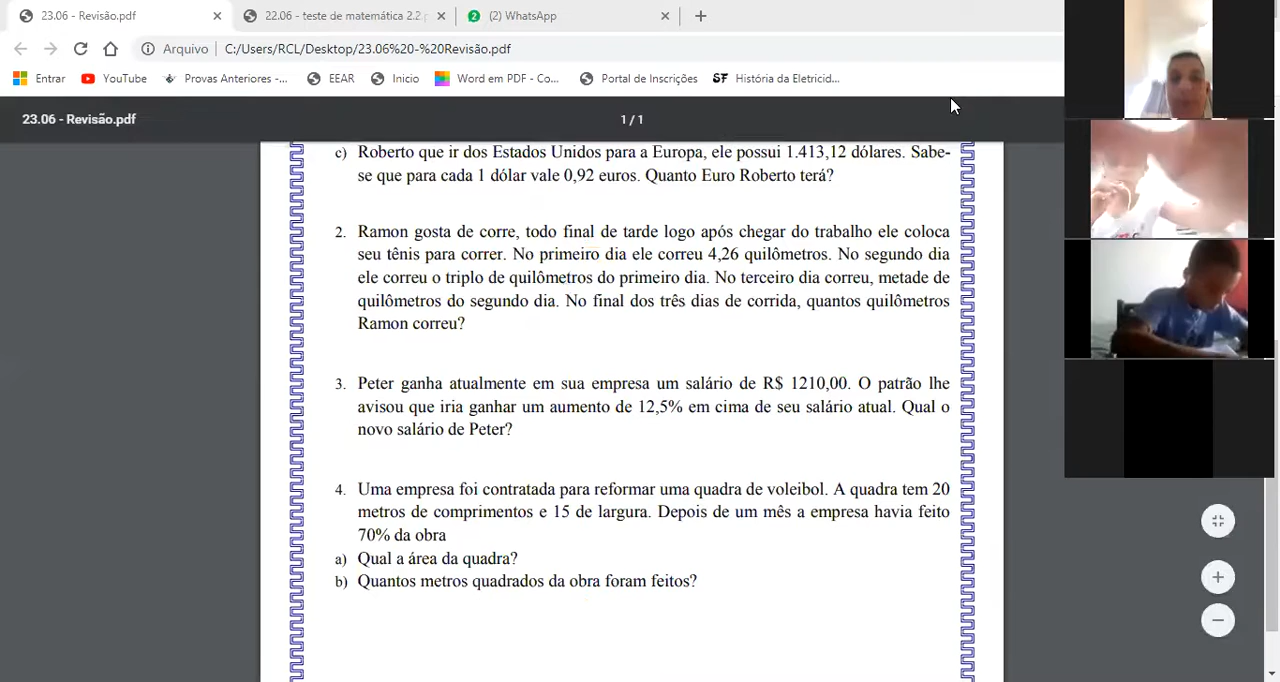 23.06 - Revisão.pdf
22.06 - teste de matemática 2.2.p
(2) WhatsApp
Arquivo | C:/Users/RCL/Desktop/23.06%20-%20Revisão.pdf
Entrar YouTube Provas Anteriores -... Inicio Word em PDF - Co... Portal de Inscrições SF História da Eletricid...
EEAR
23.06 - Revisão.pdf
1 / 1
c) Roberto que ir dos Estados Unidos para a Europa, ele possui 1.413,12 dólares. Sabe-
se que para cada 1 dólar vale 0,92 euros. Quanto Euro Roberto terá?
2. Ramon gosta de corre, todo final de tarde logo após chegar do trabalho ele coloca
seu tênis para correr. No primeiro dia ele correu 4,26 quilômetros. No segundo dia
ele correu o triplo de quilômetros do primeiro dia. No terceiro dia correu, metade de
quilômetros do segundo dia. No final dos três dias de corrida, quantos quilômetros
Ramon correu?
3. Peter ganha atualmente em sua empresa um salário de R$ 1210,00. O patrão lhe
avisou que iria ganhar um aumento de 12,5% em cima de seu salário atual. Qual o
novo salário de Peter?
4. Uma empresa foi contratada para reformar uma quadra de voleibol. A quadra tem 20
metros de comprimentos e 15 de largura. Depois de um mês a empresa havia feito
70% da obra
a) Qual a área da quadra?
b) Quantos metros quadrados da obra foram feitos?